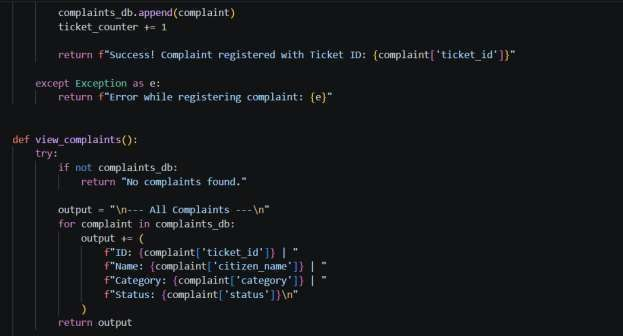 complaints_db.append(complaint)
ticket_counter += 1
return f"Success! Complaint registered with Ticket ID: {complaint['ticket_id']}"
except Exception as e:
return f"Error while registering complaint: {e}"
def view_complaints():
try:
if not complaints_db:
return "No complaints found."
output = "\n--- All Complaints ---\n"
for complaint in complaints_db:
output += (
f"ID: {complaint['ticket_id']} | "
f"Name: {complaint['citizen_name']} | "
f"Category: {complaint['category']} | "
f"Status: {complaint['status']}\n"
)
return output